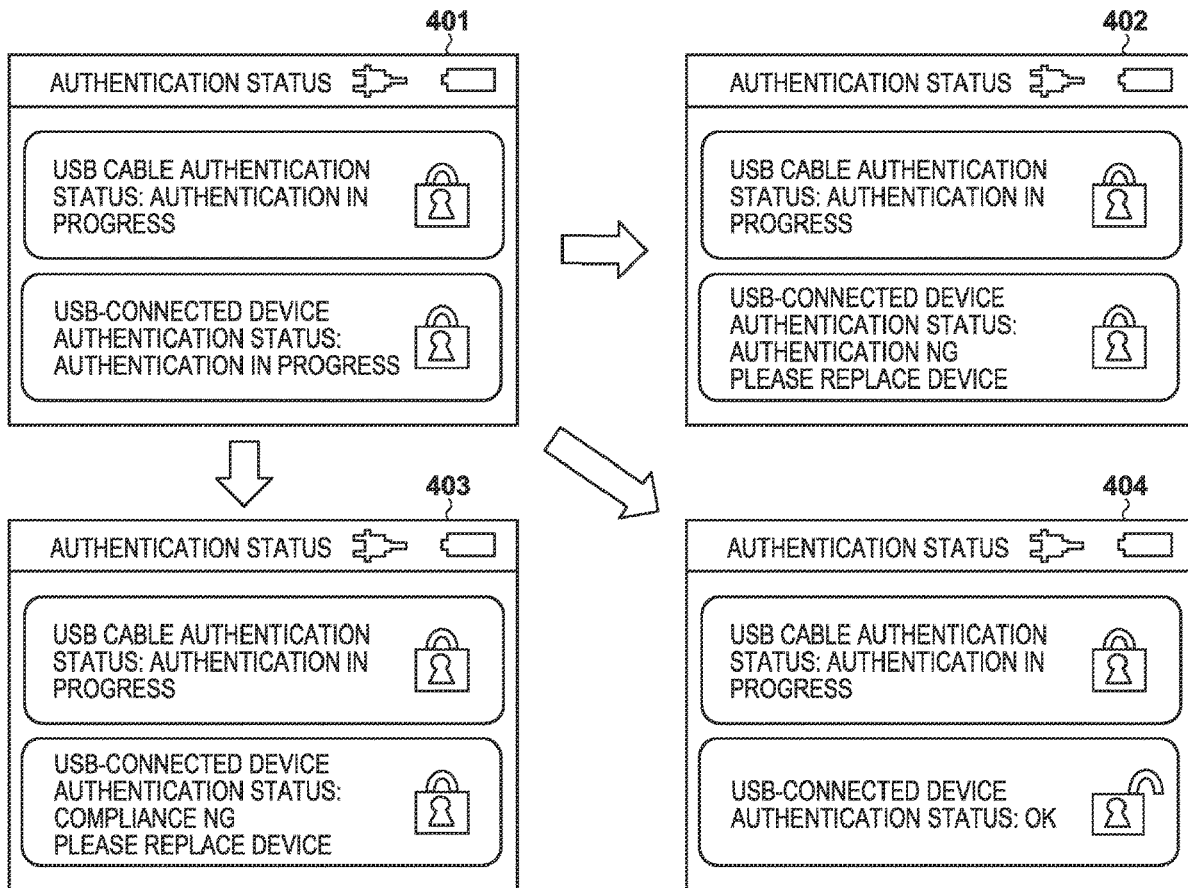 401
AUTHENTICATION STATUS
USB CABLE AUTHENTICATION
STATUS: AUTHENTICATION IN
PROGRESS
USB-CONNECTED DEVICE
AUTHENTICATION STATUS:
AUTHENTICATION IN PROGRESS
402
AUTHENTICATION STATUS
USB CABLE AUTHENTICATION
STATUS: AUTHENTICATION IN
PROGRESS
USB-CONNECTED DEVICE
AUTHENTICATION STATUS:
AUTHENTICATION NG
PLEASE REPLACE DEVICE
403
AUTHENTICATION STATUS
USB CABLE AUTHENTICATION
STATUS: AUTHENTICATION IN
PROGRESS
USB-CONNECTED DEVICE
AUTHENTICATION STATUS:
COMPLIANCE NG
PLEASE REPLACE DEVICE
404
AUTHENTICATION STATUS
USB CABLE AUTHENTICATION
STATUS: AUTHENTICATION IN
PROGRESS
USB-CONNECTED DEVICE
AUTHENTICATION STATUS: OK